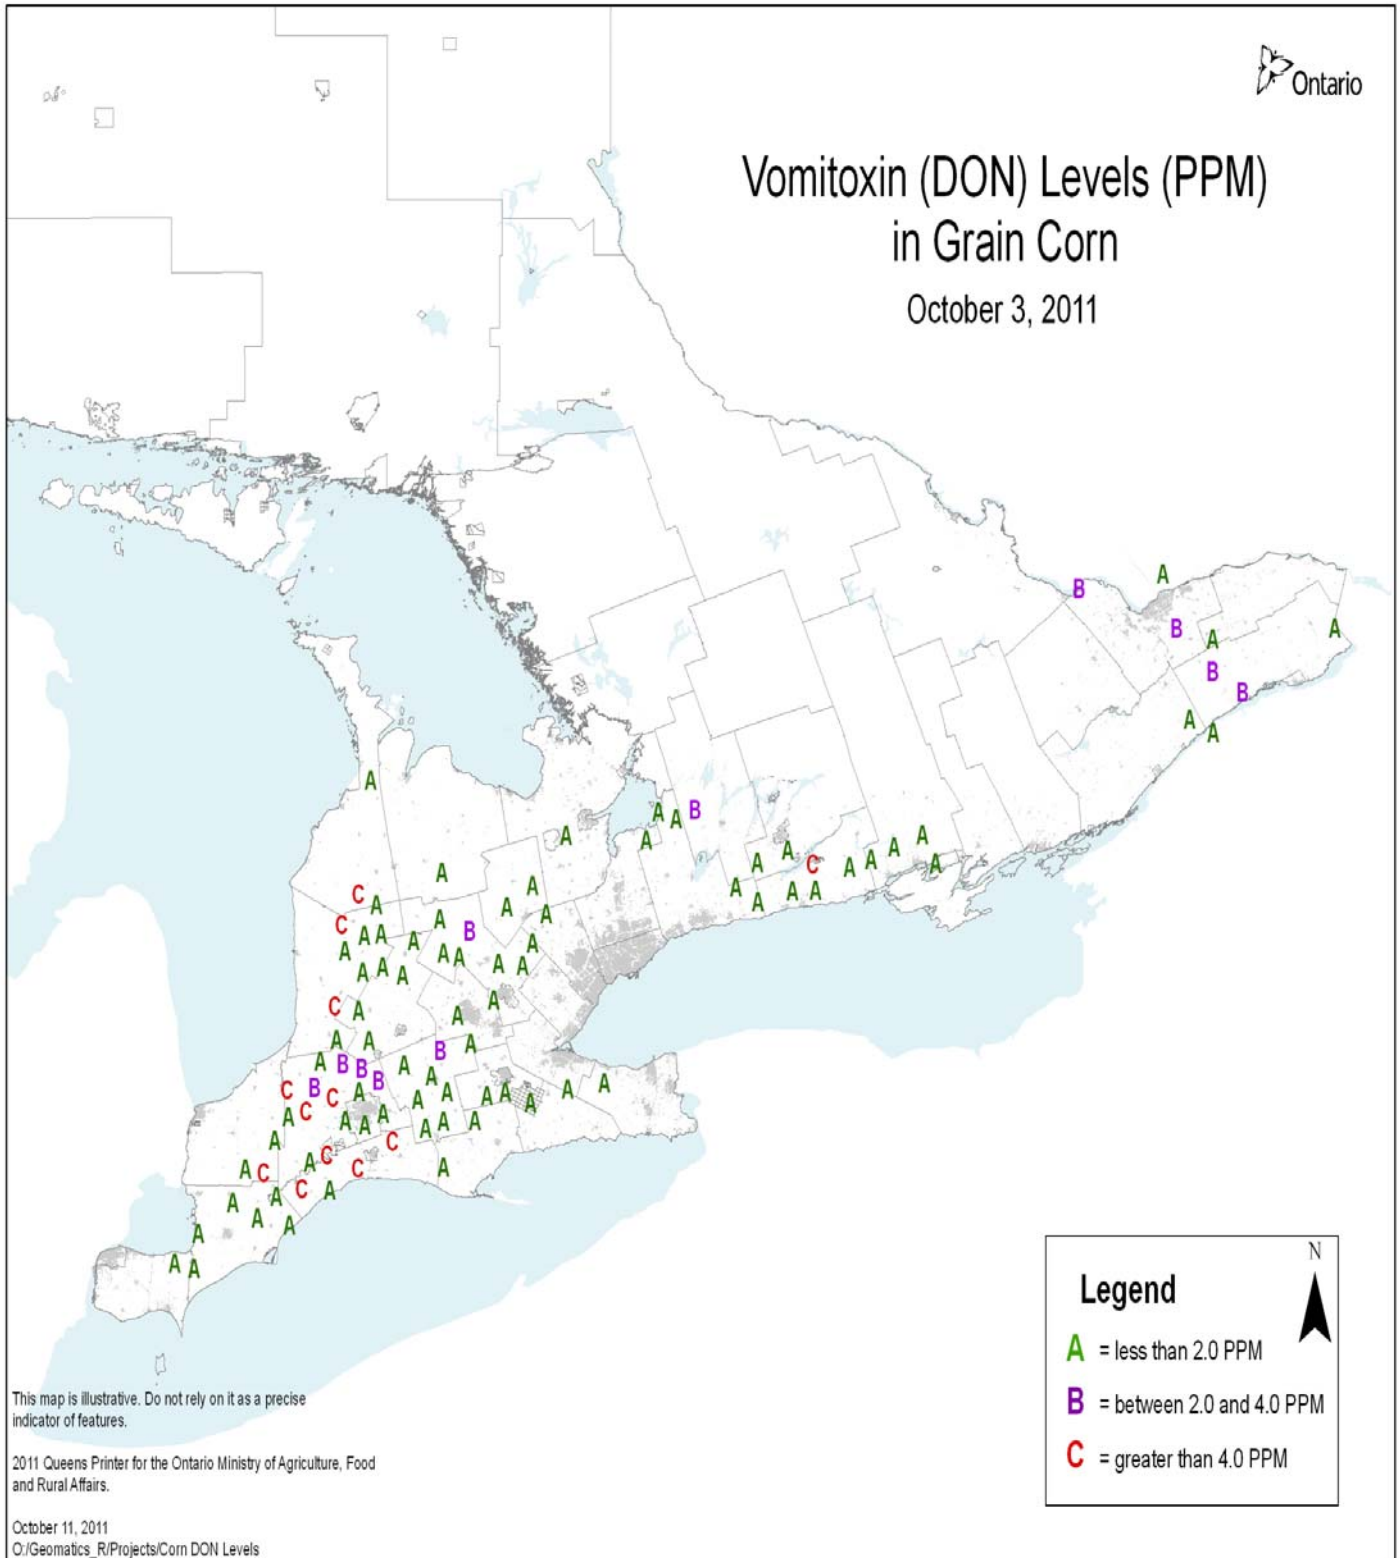 Ontario
Vomitoxin (DON) Levels (PPM)
in Grain Corn
October 3, 2011
A
B
B
A
A
B
B
A
A
A
A
A
B
A
A
A
A
C
A
A
A
A
A
A
A
A
A
A
C
A
A
A
A
C
A
B
A
A
A
A
A
A
A
A
A
A
A
A
C
A
A
A
A
A
A
B
A
A
B
B
A
A
B
C
B
C
A
A
A
A
A
A
A
C
A
A
A
A
A
A
A
A
C
A
C
A
A
C
C
A
A
C
A
A
A
A
A
A
A
N
Legend
A = less than 2.0 PPM
B = between 2.0 and 4.0 PPM
C = greater than 4.0 PPM
This map is illustrative. Do not rely on it as a precise
indicator of features.
2011 Queens Printer for the Ontario Ministry of Agriculture, Food
and Rural Affairs.
October 11, 2011
O:/Geomatics_R/Projects/Corn DON Levels